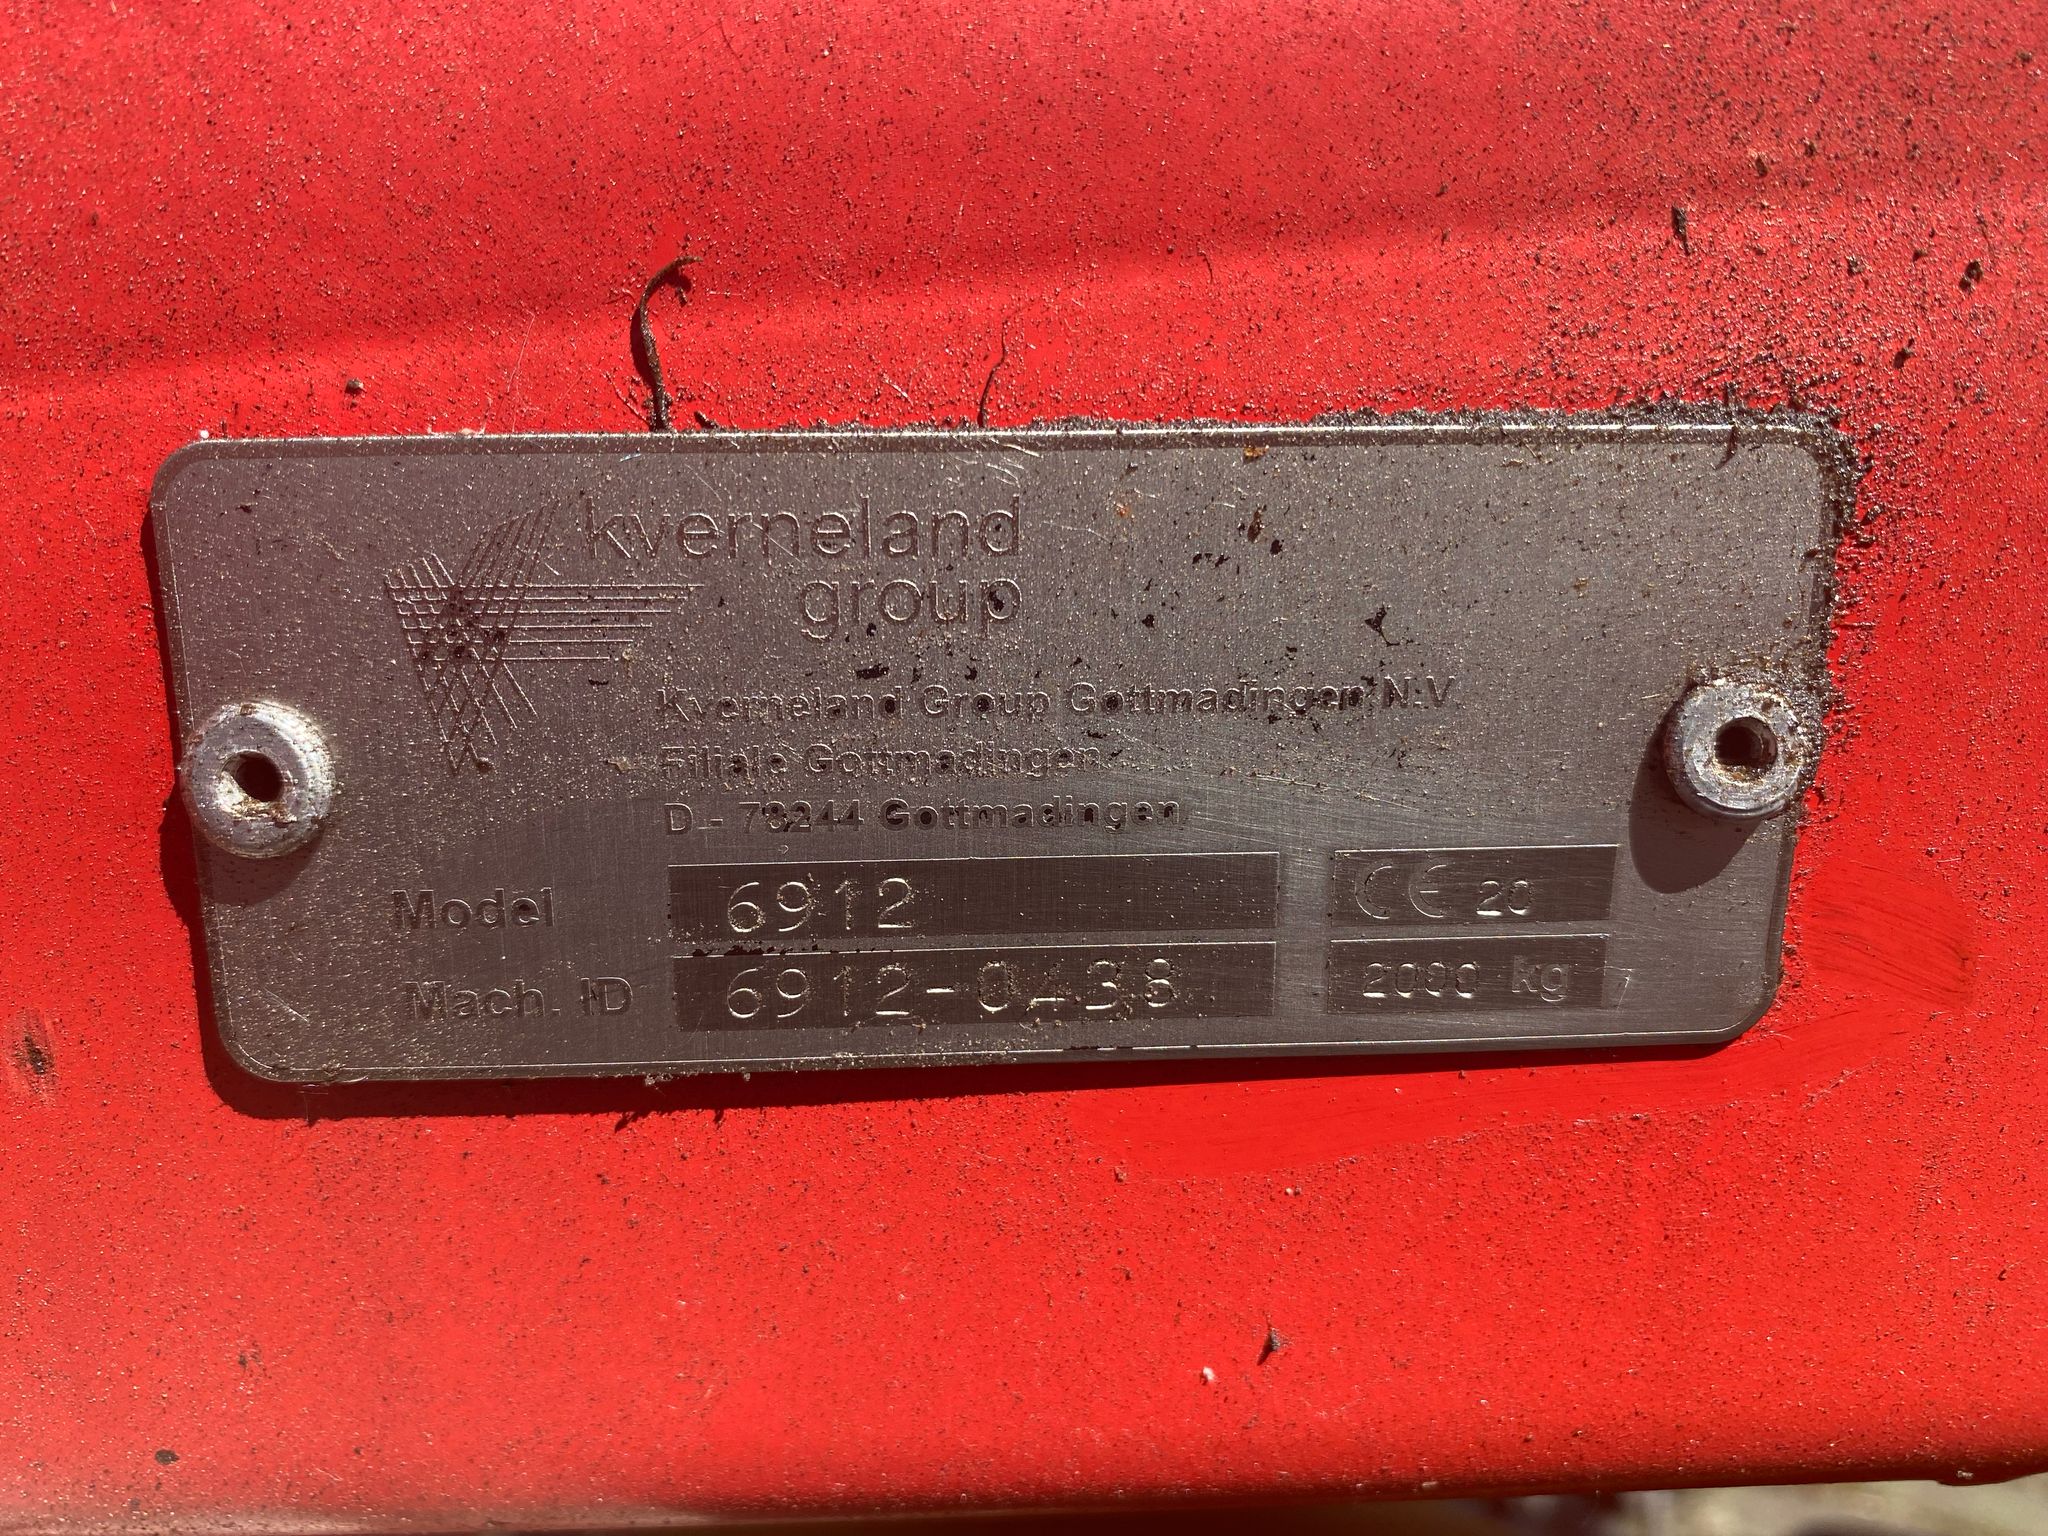 kverneland
group
Kverneland Group Gottmadingen N.V.
Filiale Gottmadingen
D - 78244 Gottmadingen
Model 6912 CE 20
Mach. ID 6912-0438 2000 kg